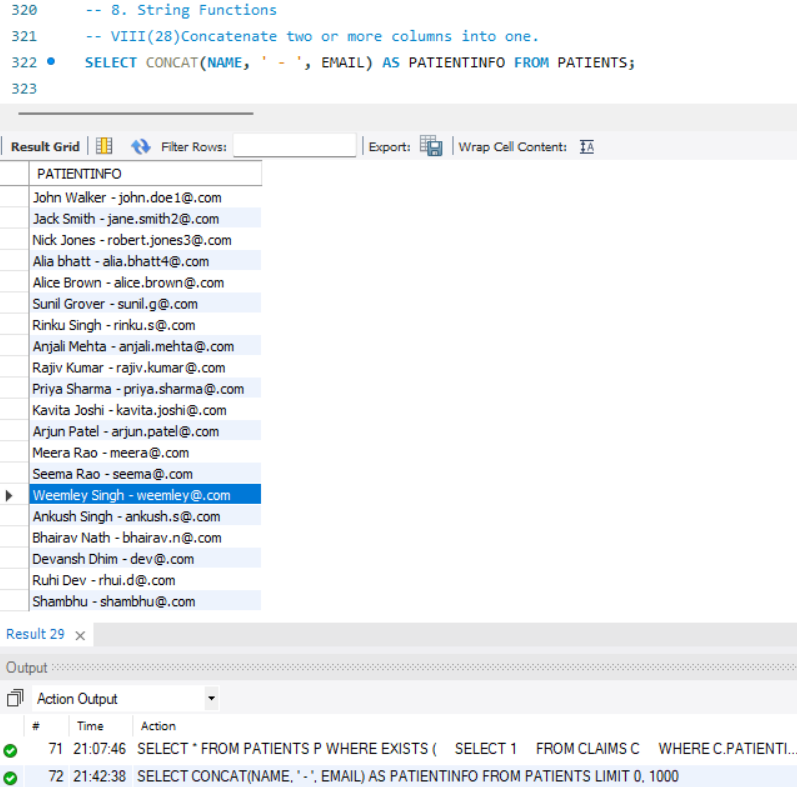 320 -- 8. String Functions
321 -- VIII(28)Concatenate two or more columns into one.
322 SELECT CONCAT(NAME, ' - ', EMAIL) AS PATIENTINFO FROM PATIENTS;
323
Result Grid Filter Rows: Export: Wrap Cell Content:
PATIENTINFO
John Walker - john.doe1@.com
Jack Smith - jane.smith2@.com
Nick Jones - robert.jones3@.com
Alia bhatt - alia.bhatt4@.com
Alice Brown - alice.brown@.com
Sunil Grover - sunil.g@.com
Rinku Singh - rinku.s@.com
Anjali Mehta - anjali.mehta@.com
Rajiv Kumar - rajiv.kumar@.com
Priya Sharma - priya.sharma@.com
Kavita Joshi - kavita.joshi@.com
Arjun Patel - arjun.patel@.com
Meera Rao - meera@.com
Seema Rao - seema@.com
Weemley Singh - weemley@.com
Ankush Singh - ankush.s@.com
Bhairav Nath - bhairav.n@.com
Devansh Dhim - dev@.com
Ruhi Dev - rhui.d@.com
Shambhu - shambhu@.com
Result 29
Output
Action Output
# Time Action
71 21:07:46 SELECT * FROM PATIENTS P WHERE EXISTS ( SELECT 1 FROM CLAIMS C WHERE C.PATIENTI...
72 21:42:38 SELECT CONCAT(NAME, ' - ', EMAIL) AS PATIENTINFO FROM PATIENTS LIMIT 0, 1000